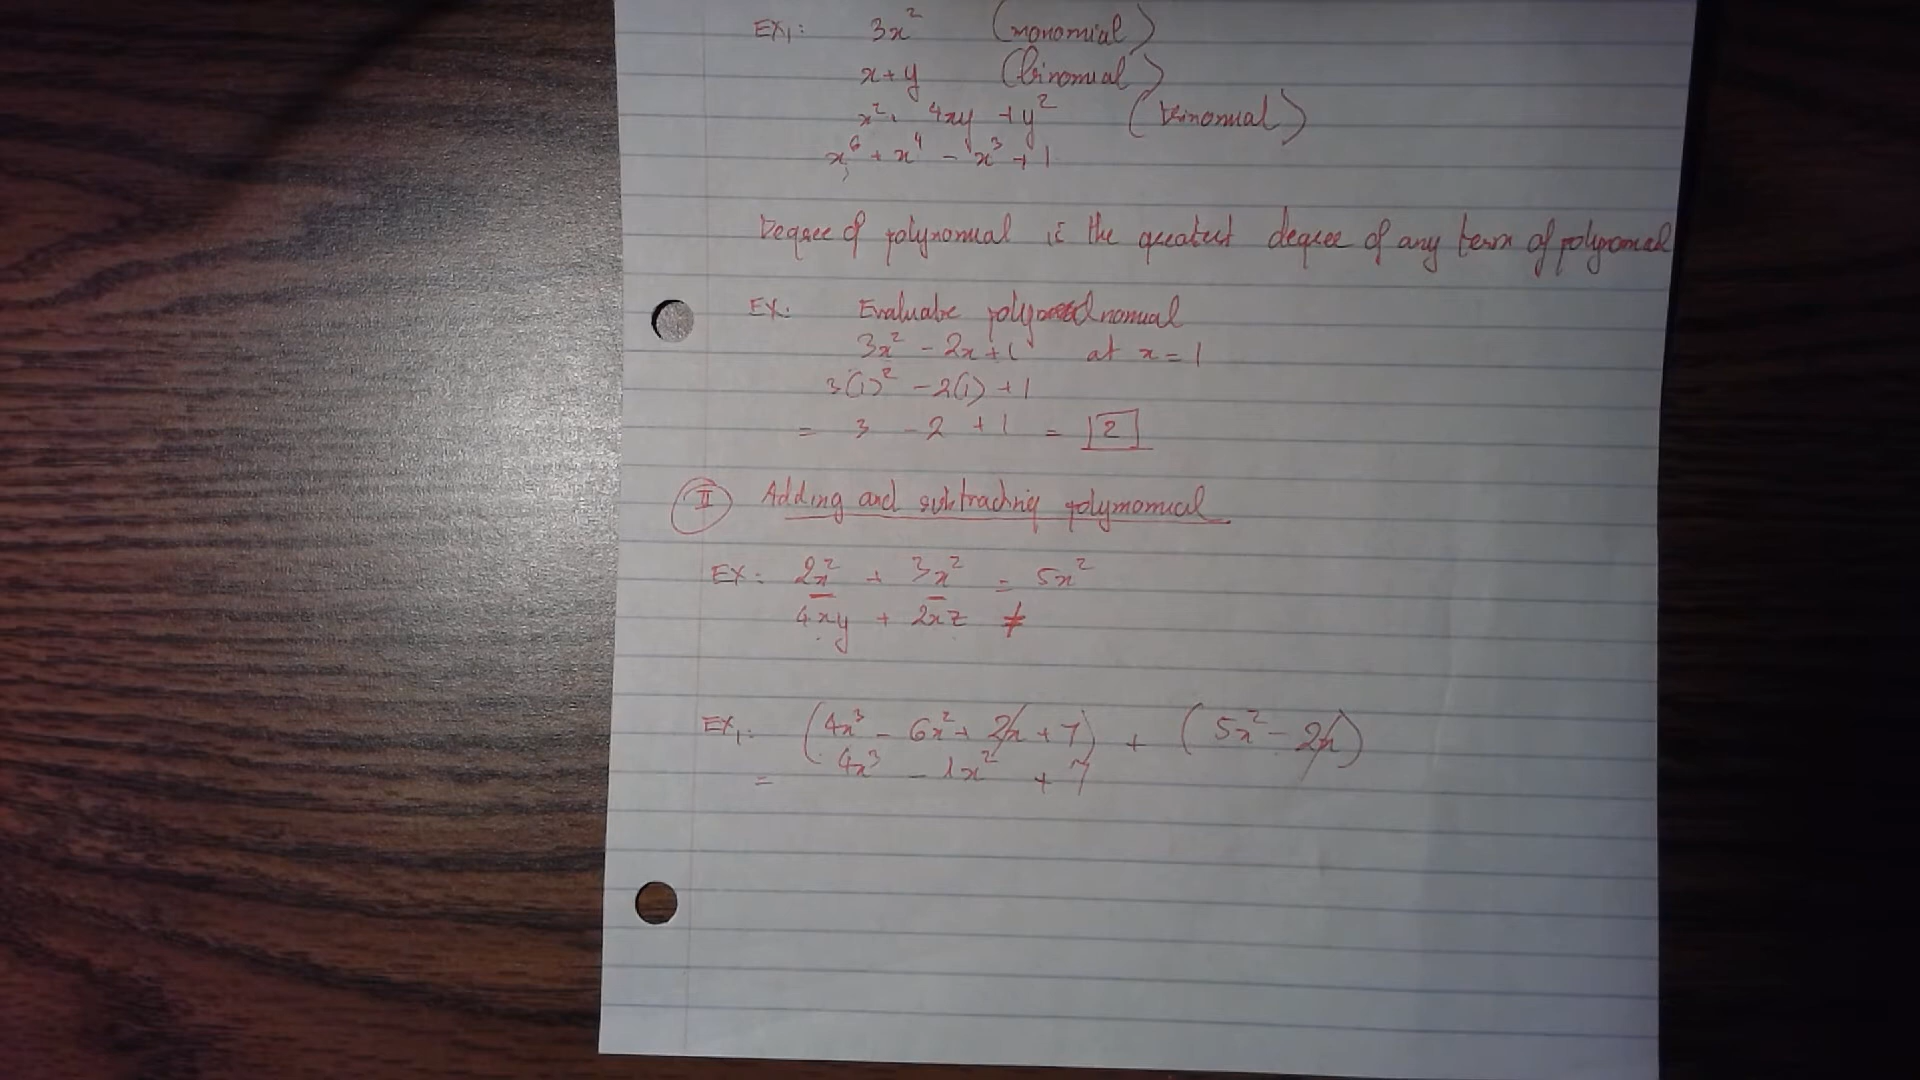 EX1: 3x² (monomial)
x+y (binomial)
x² + 4xy + y² (trinomial)
x⁶ + x⁴ - x³ + 1
Degree of polynomial is the greatest degree of any term of polynomial
EX: Evaluate polynomial
3x² - 2x + 1 at x = 1
3(1)² - 2(1) + 1
= 3 - 2 + 1 = 2
II Adding and subtracting polymomial
EX: 2x² + 3x² = 5x²
4xy + 2xz ≠
EX1: (4x³ - 6x² + 2x + 7) + (5x² - 2x)
= 4x³ - 1x² + 7